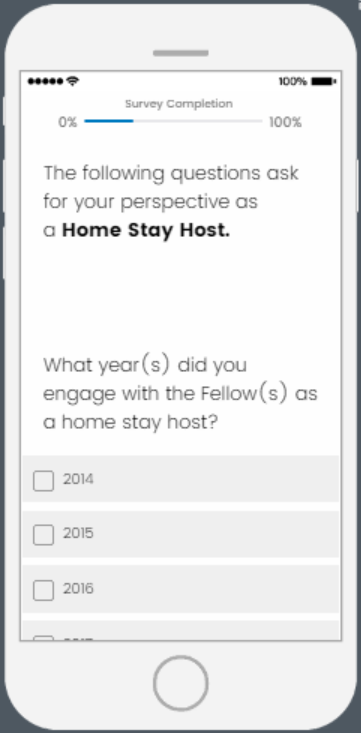 100%
Survey Completion
0% 100%
The following questions ask
for your perspective as
a Home Stay Host.
What year(s) did you
engage with the Fellow(s) as
a home stay host?
2014
2015
2016